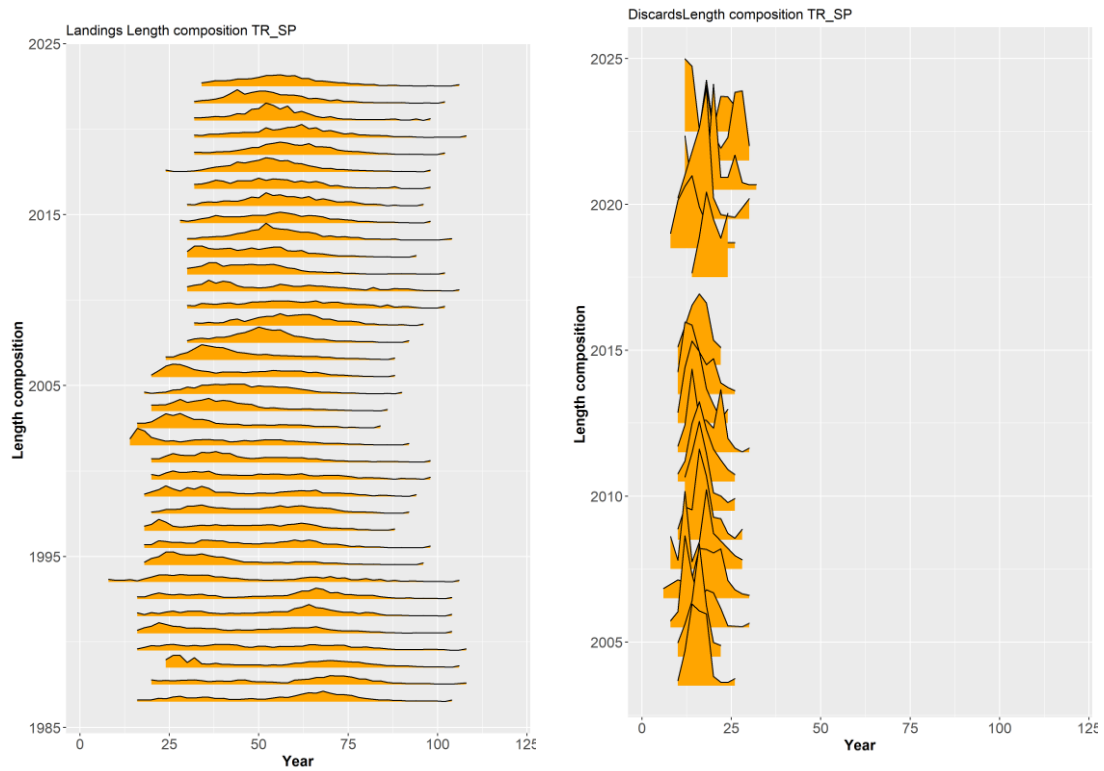 Landings Length composition TR_SP
2025
2015
2005
1995
1985
Length composition
0 25 50 75 100 125
Year
DiscardsLength composition TR_SP
2025
2020
2015
2010
2005
Length composition
0 25 50 75 100 125
Year